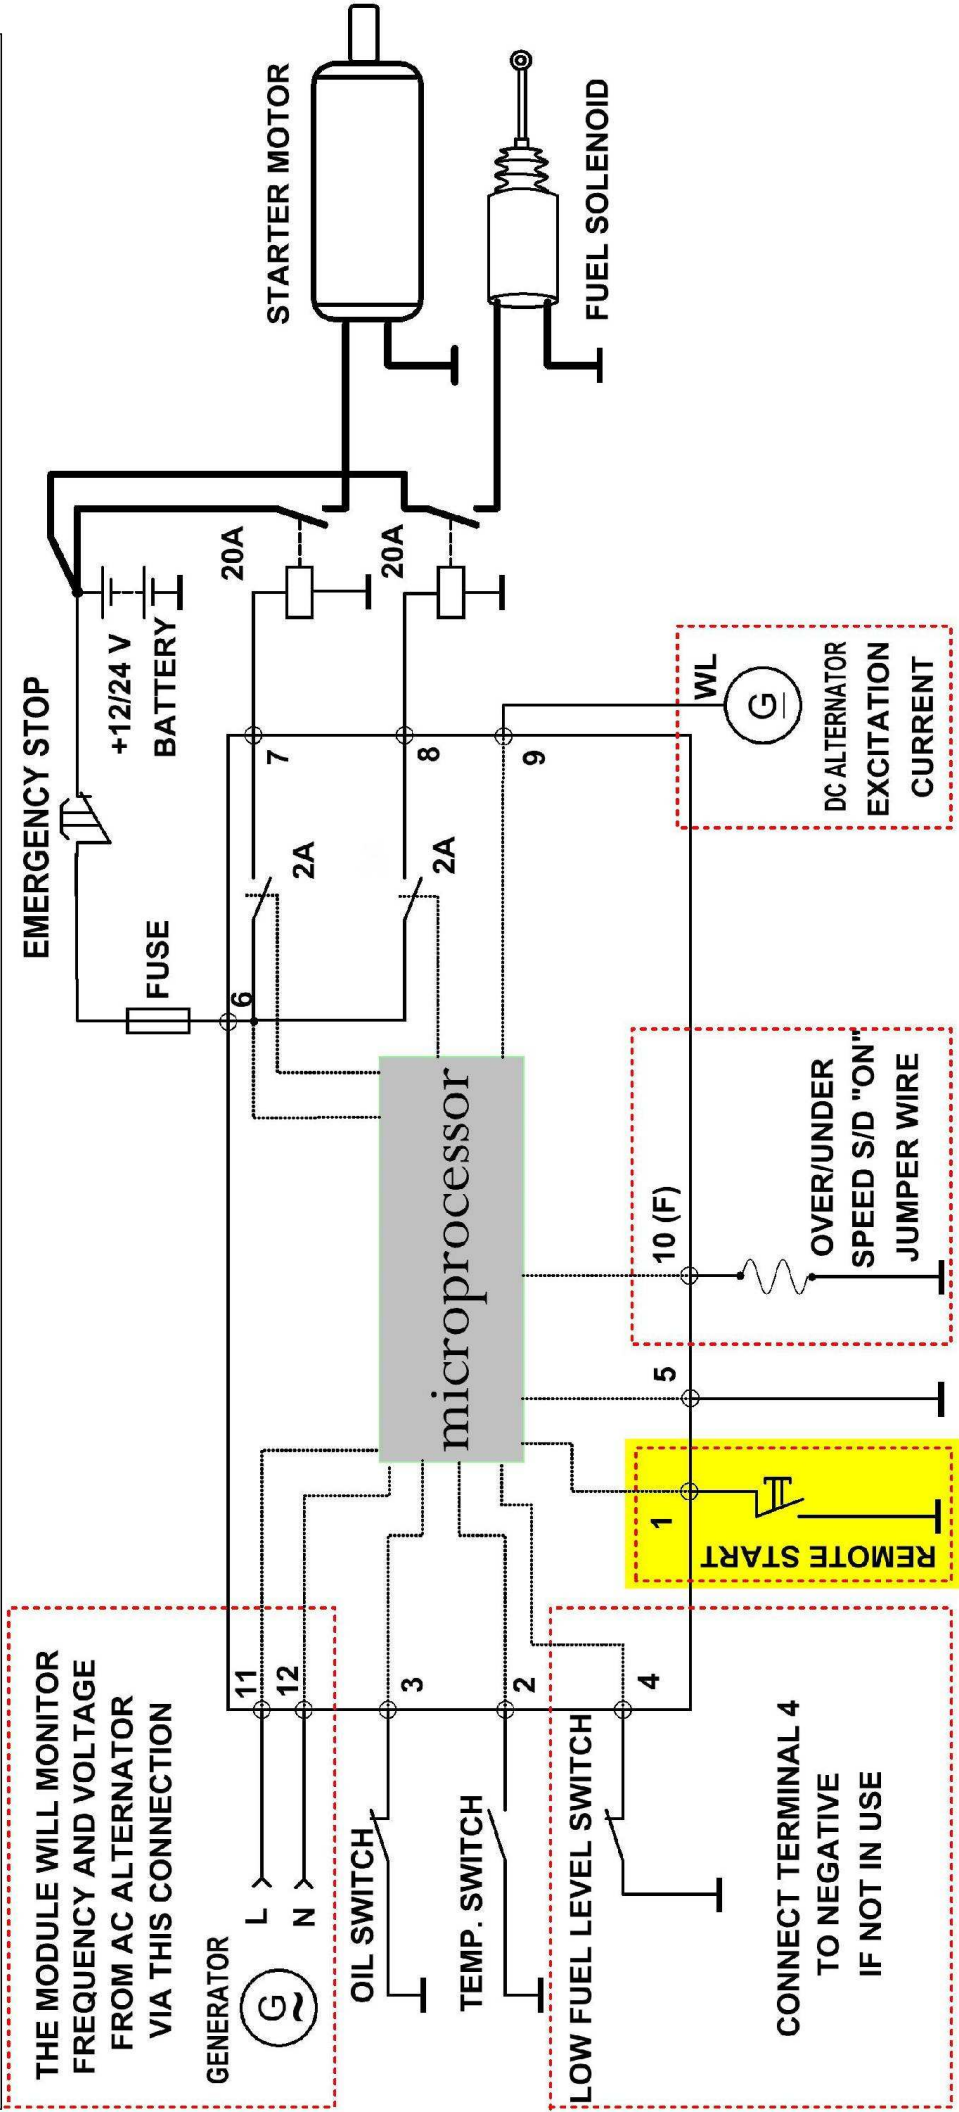 THE MODULE WILL MONITOR
FREQUENCY AND VOLTAGE
FROM AC ALTERNATOR
VIA THIS CONNECTION
GENERATOR
G
~
L
N
11
12
OIL SWITCH
3
TEMP. SWITCH
2
LOW FUEL LEVEL SWITCH
4
CONNECT TERMINAL 4
TO NEGATIVE
IF NOT IN USE
REMOTE START
1
5
10 (F)
OVER/UNDER
SPEED S/D "ON"
JUMPER WIRE
microprocessor
EMERGENCY STOP
FUSE
6
2A
2A
7
8
9
+12/24 V
BATTERY
20A
20A
WL
G
DC ALTERNATOR
EXCITATION
CURRENT
STARTER MOTOR
FUEL SOLENOID